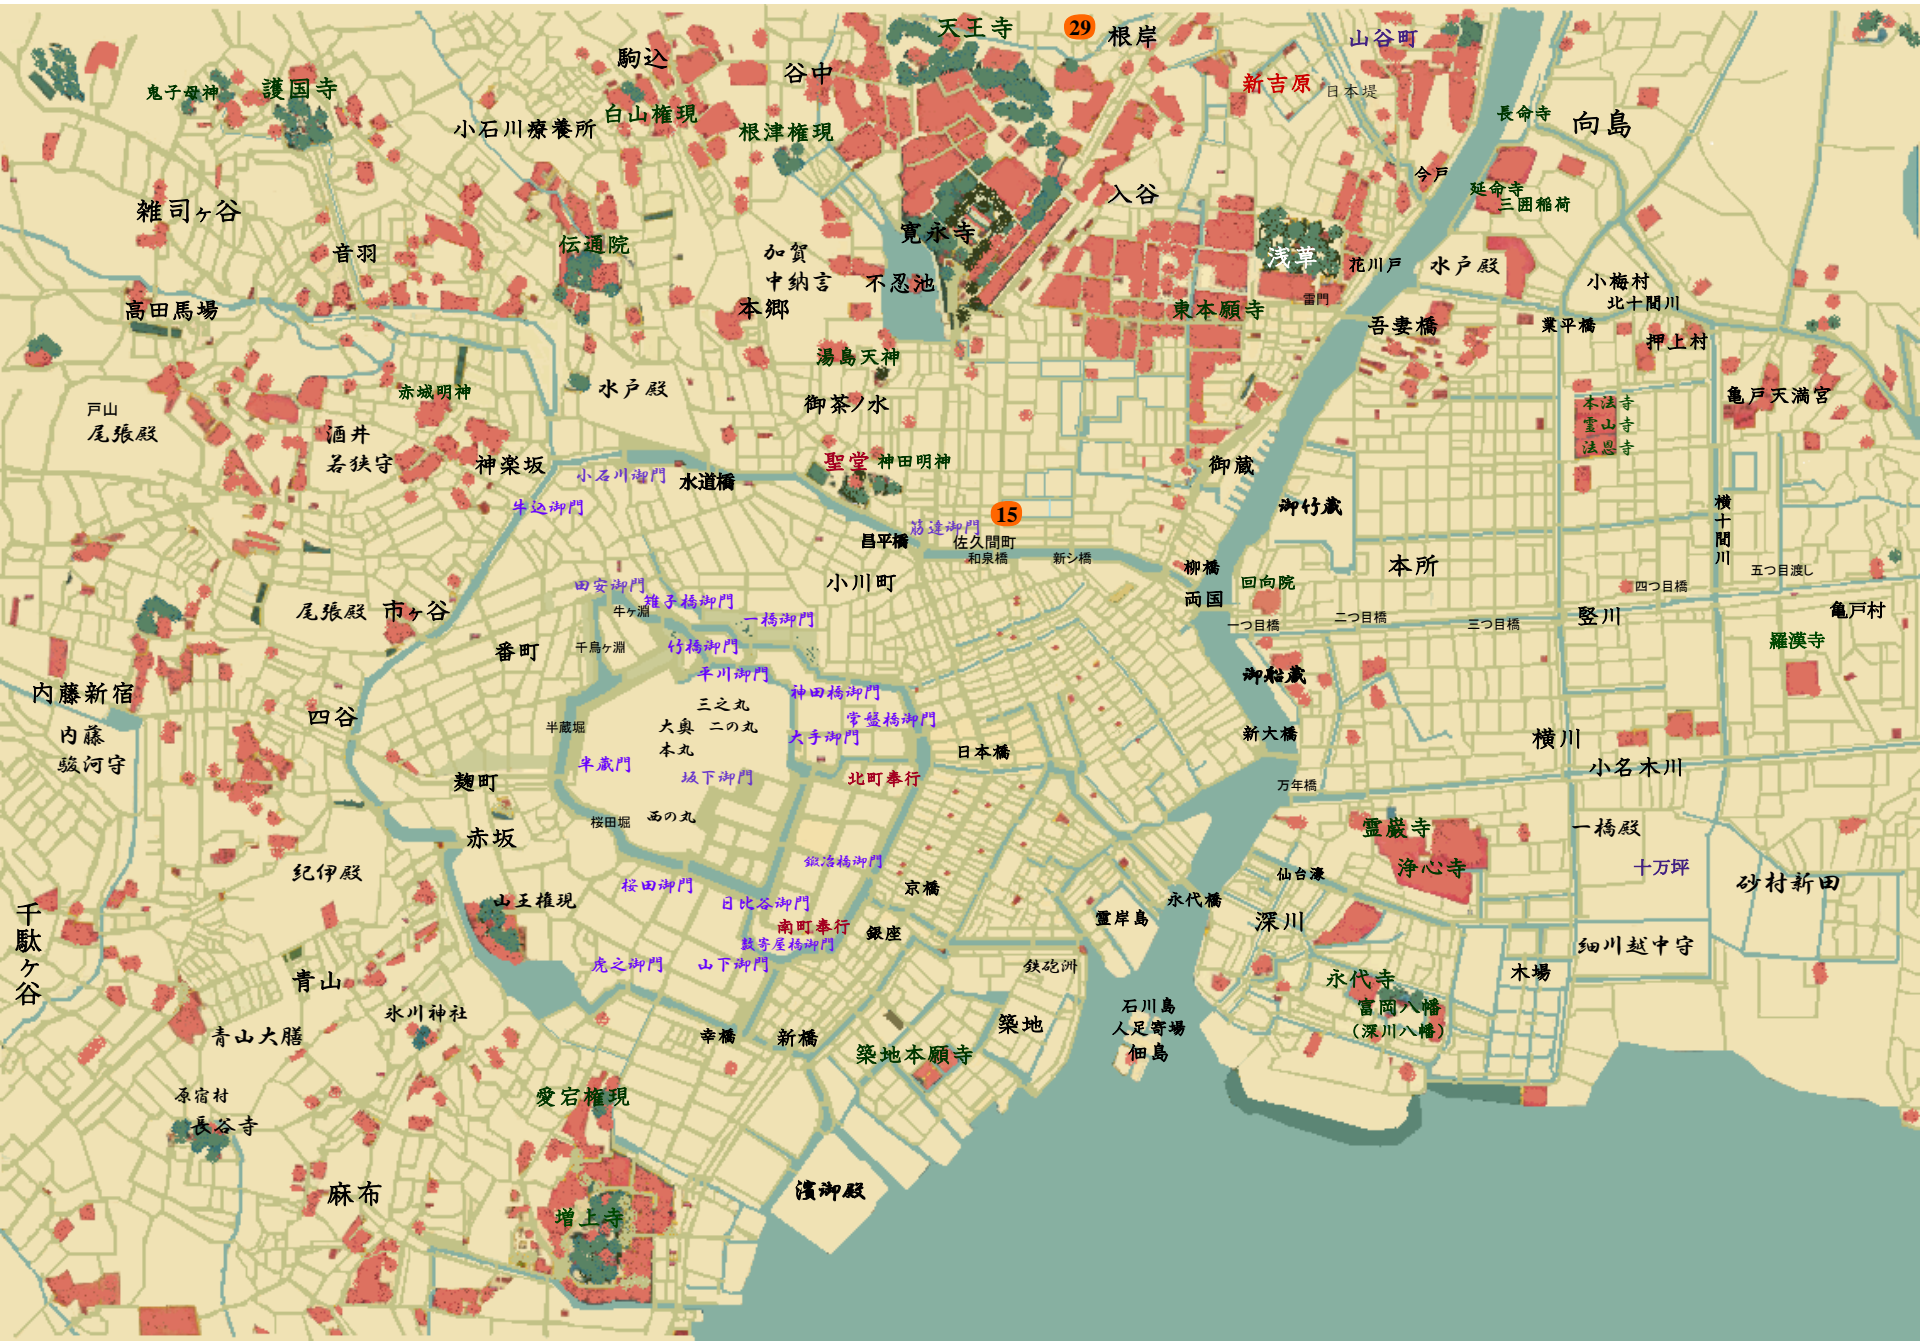 天王寺
29
根岸
山谷町
駒込
谷中
新吉原
日本堤
鬼子母神
護国寺
白山権現
小石川療養所
根津権現
長命寺
向島
今戸
延命寺
三囲稲荷
入谷
雑司ヶ谷
音羽
伝通院
加賀
中納言
寛永寺
不忍池
浅草
花川戸
水戸殿
雷門
小梅村
北十間川
高田馬場
本郷
東本願寺
吾妻橋
業平橋
押上村
湯島天神
赤城明神
水戸殿
御茶ノ水
戸山
尾張殿
酒井
若狭守
神楽坂
小石川御門
水道橋
聖堂
神田明神
御蔵
亀戸天満宮
本法寺
霊山寺
法恩寺
牛込御門
15
筋違御門
昌平橋
佐久間町
和泉橋
新シ橋
御竹蔵
横十間川
柳橋
両国
回向院
本所
五つ目渡し
四つ目橋
亀戸村
小川町
田安御門
雉子橋御門
牛ヶ淵
一橋御門
尾張殿
市ヶ谷
番町
千鳥ヶ淵
竹橋御門
平川御門
一つ目橋
二つ目橋
三つ目橋
竪川
羅漢寺
御船蔵
内藤新宿
内藤
駿河守
四谷
半蔵堀
三之丸
大奥
二の丸
本丸
神田橋御門
常盤橋御門
大手御門
日本橋
新大橋
横川
小名木川
半蔵門
坂下御門
北町奉行
麹町
万年橋
桜田堀
西の丸
赤坂
霊巌寺
浄心寺
一橋殿
十万坪
砂村新田
紀伊殿
鍛冶橋御門
桜田御門
日比谷御門
京橋
仙台濠
永代橋
山王権現
南町奉行
数寄屋橋御門
銀座
霊岸島
深川
細川越中守
千駄ヶ谷
虎之御門
山下御門
鉄砲洲
木場
青山
永代寺
富岡八幡
(深川八幡)
氷川神社
青山大膳
幸橋
新橋
築地
石川島
人足寄場
佃島
築地本願寺
愛宕権現
原宿村
長谷寺
麻布
濱御殿
増上寺